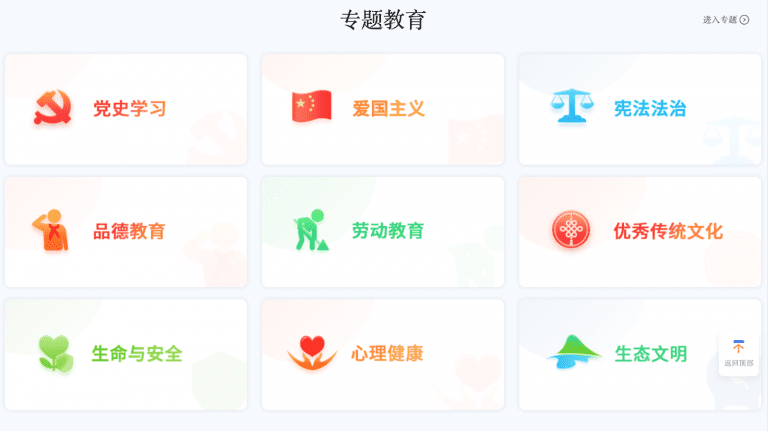 专题教育
进入专题
党史学习
爱国主义
宪法法治
品德教育
劳动教育
优秀传统文化
生命与安全
心理健康
生态文明
返回顶部